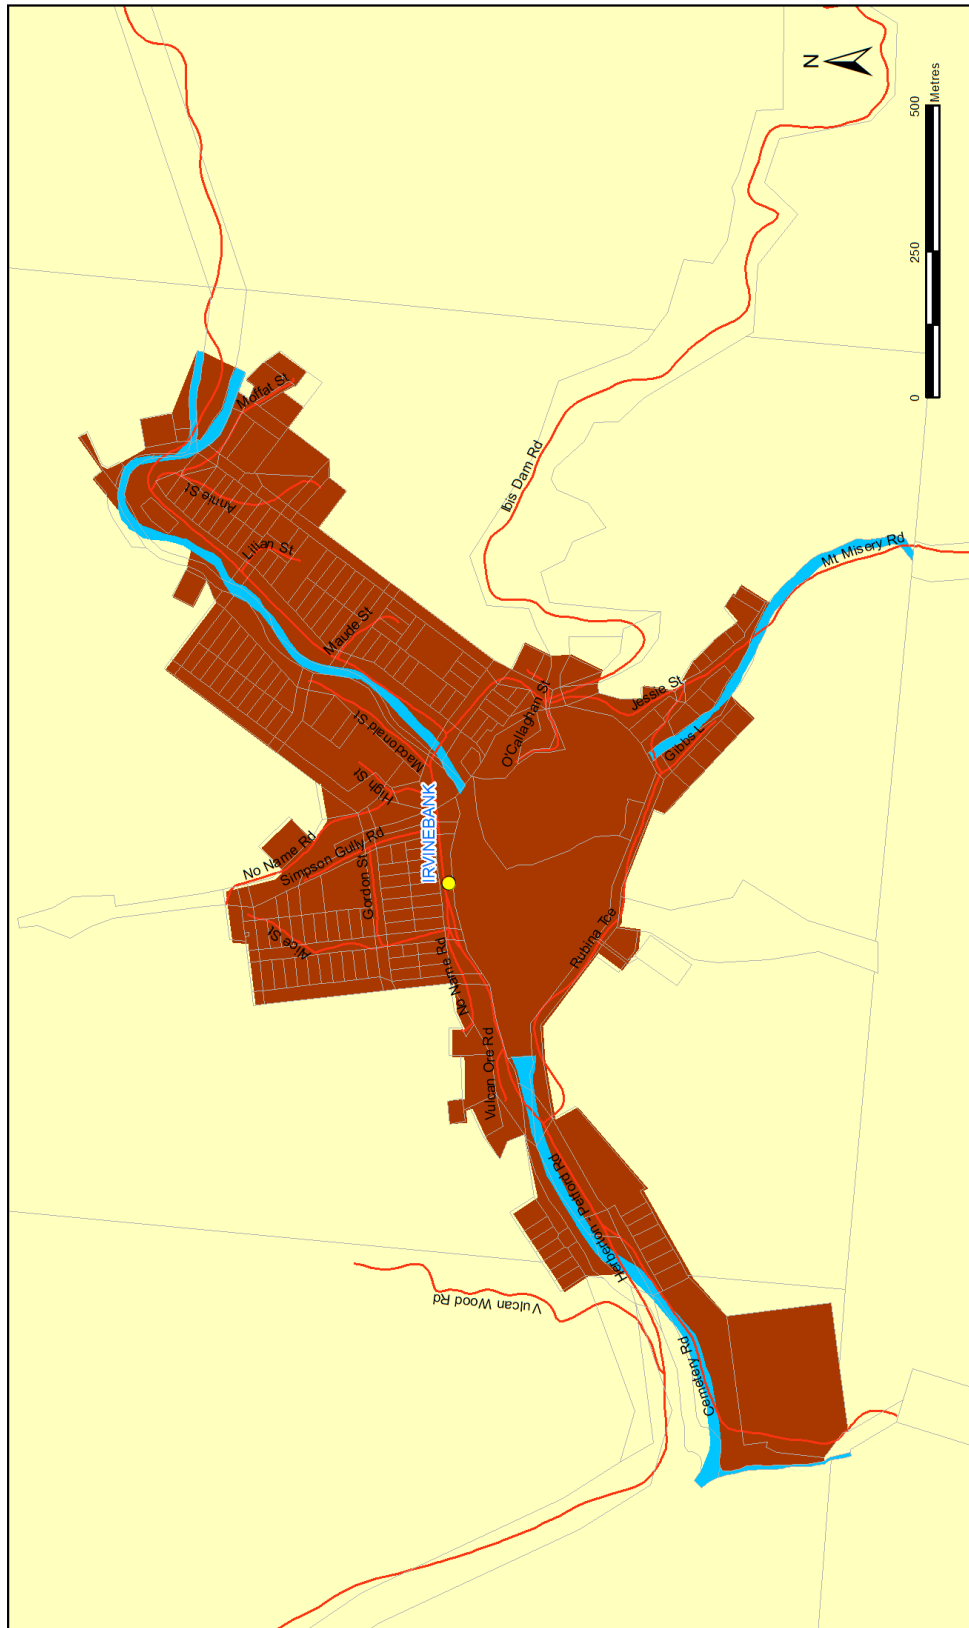 N
500
Metres
250
0
Moffat St
Annie St
Ibis Dam Rd
Lilian St
Mt Misery Rd
Maude St
Jessie St
O'Callaghan St
Macdonald St
Gibbs L
High St
IRVINEBANK
No Name Rd
Simpson Gully Rd
Gordon St
Alice St
Rubina Tce
No Name Rd
Vulcan Ore Rd
Herberton - Petford Rd
Vulcan Wood Rd
Cemetery Rd